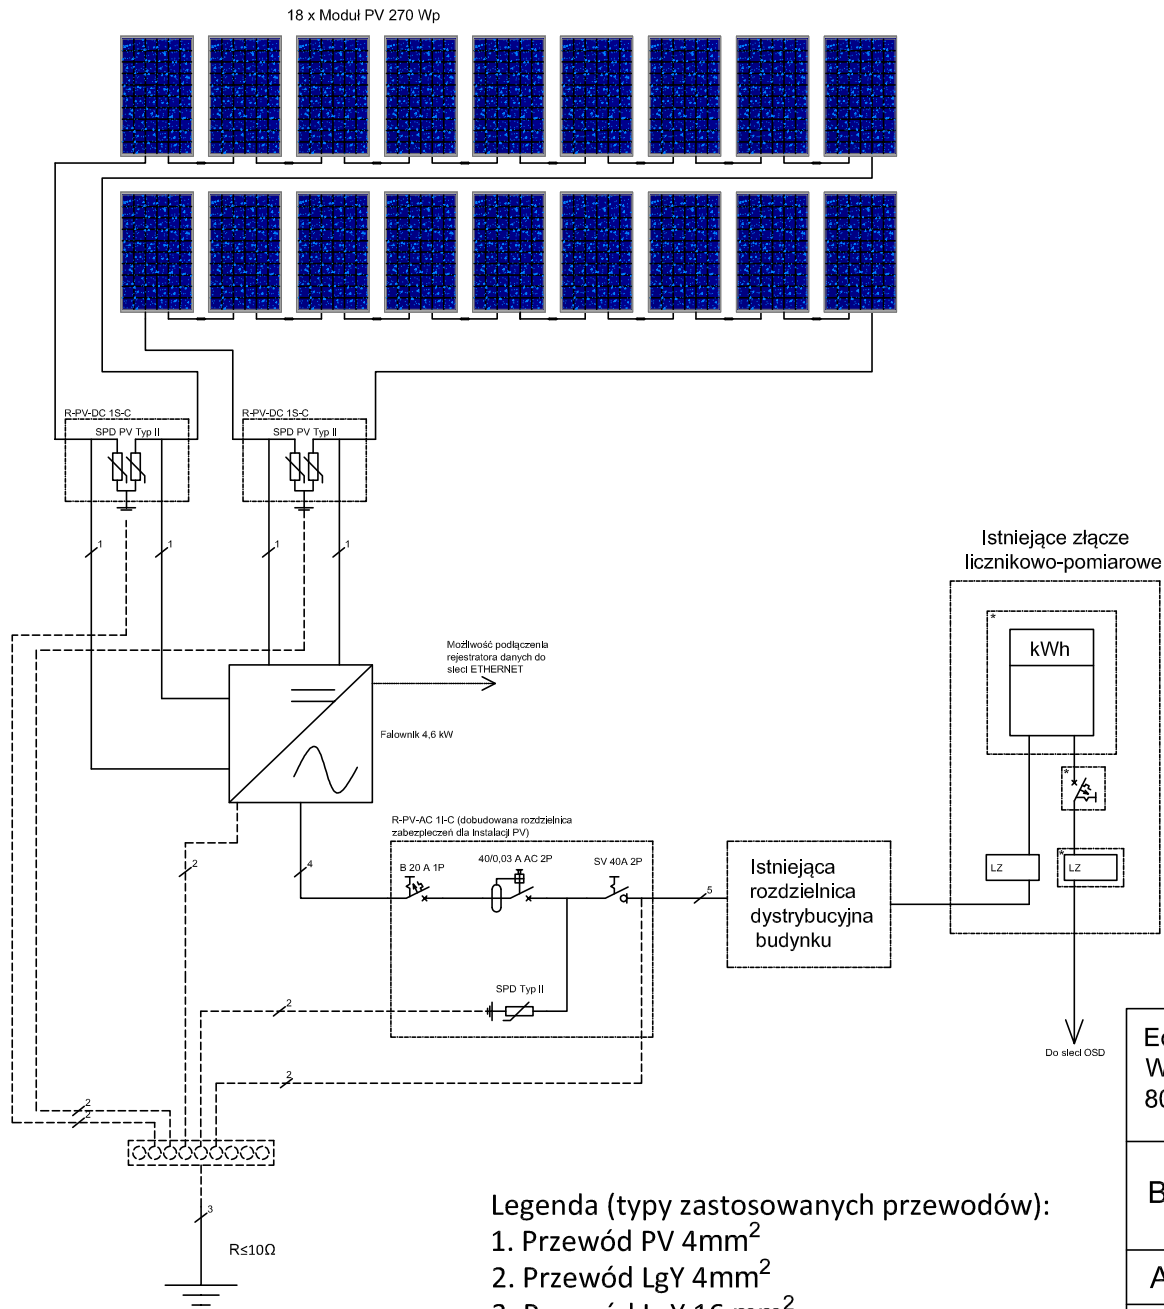 18 x Moduł PV 270 Wp
R-PV-DC 1S-C
SPD PV Typ II
R-PV-DC 1S-C
SPD PV Typ II
1
1
1
1
Istniejące złącze
licznikowo-pomiarowe
*
kWh
Możliwość podłączenia
rejestratora danych do
sieci ETHERNET
Falownik 4,6 kW
*
R-PV-AC 1I-C (dobudowana rozdzielnica
zabezpieczeń dla Instalacji PV)
B 20 A 1P
40/0,03 A AC 2P
SV 40A 2P
2
4
5
Istniejąca
rozdzielnica
dystrybucyjna
budynku
LZ
*
LZ
SPD Typ II
2
2
Do sieci OSD
2
2
3
R≤10Ω
Legenda (typy zastosowanych przewodów):
1. Przewód PV 4mm²
2. Przewód LgY 4mm²